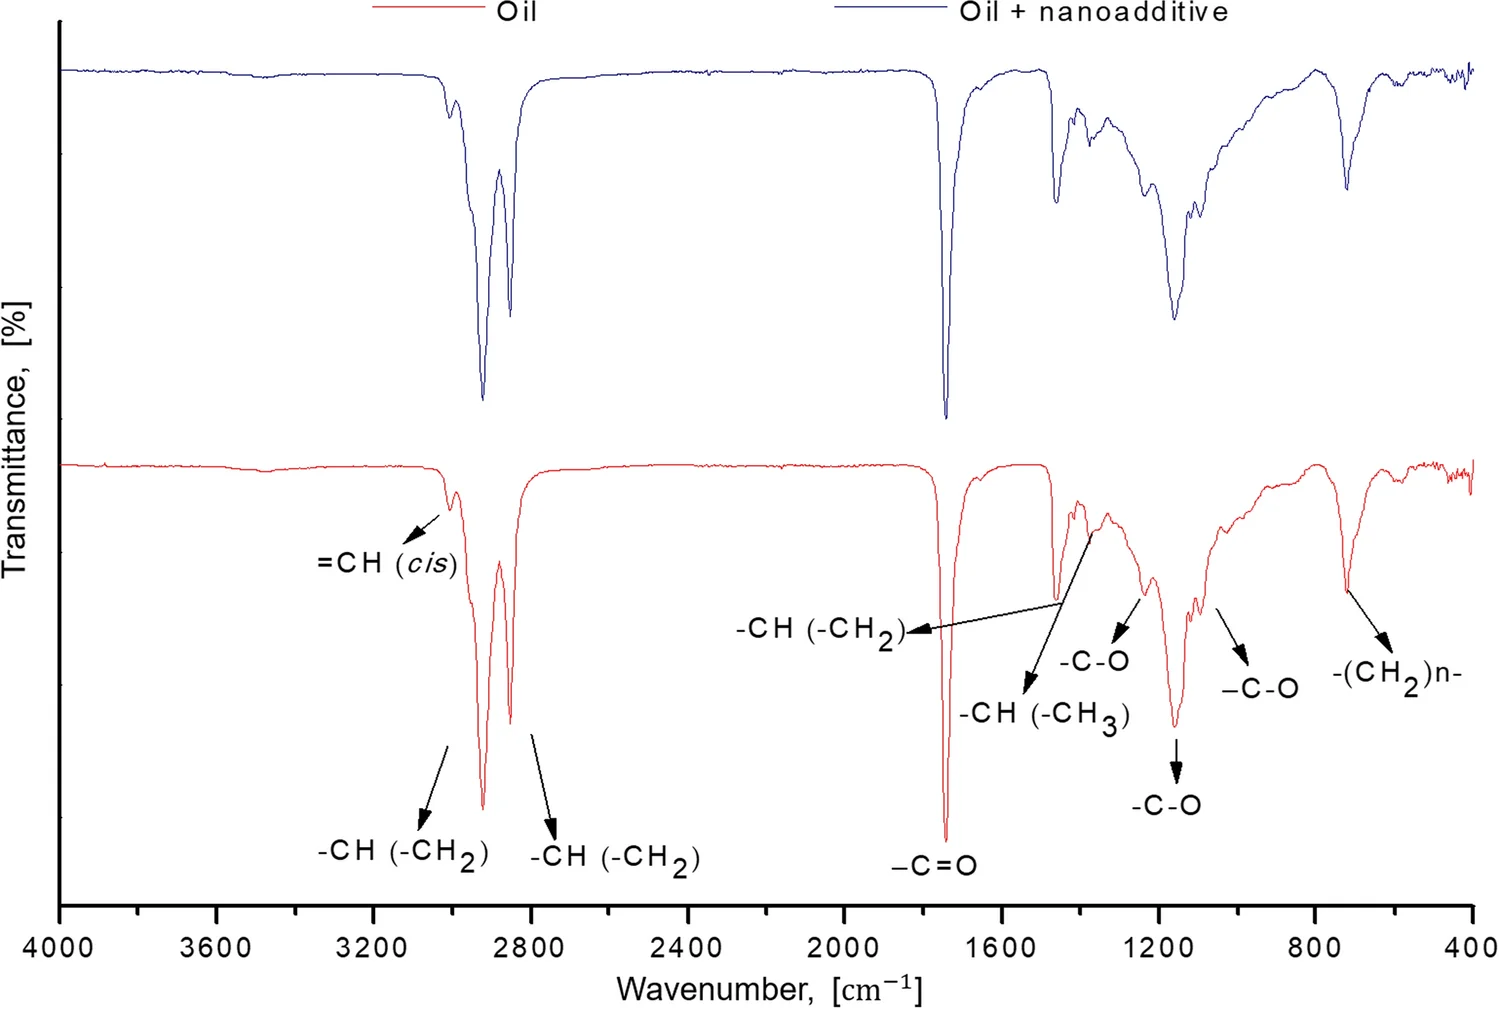 Oil
Oil + nanoadditive
Transmittance, [%]
=CH (cis)
-CH (-CH2)
-CH (-CH2)
-CH (-CH2)
-CH (-CH3)
–C=O
-C-O
-C-O
–C-O
-(CH2)n-
4000 3600 3200 2800 2400 2000 1600 1200 800 400
Wavenumber, [cm−1]